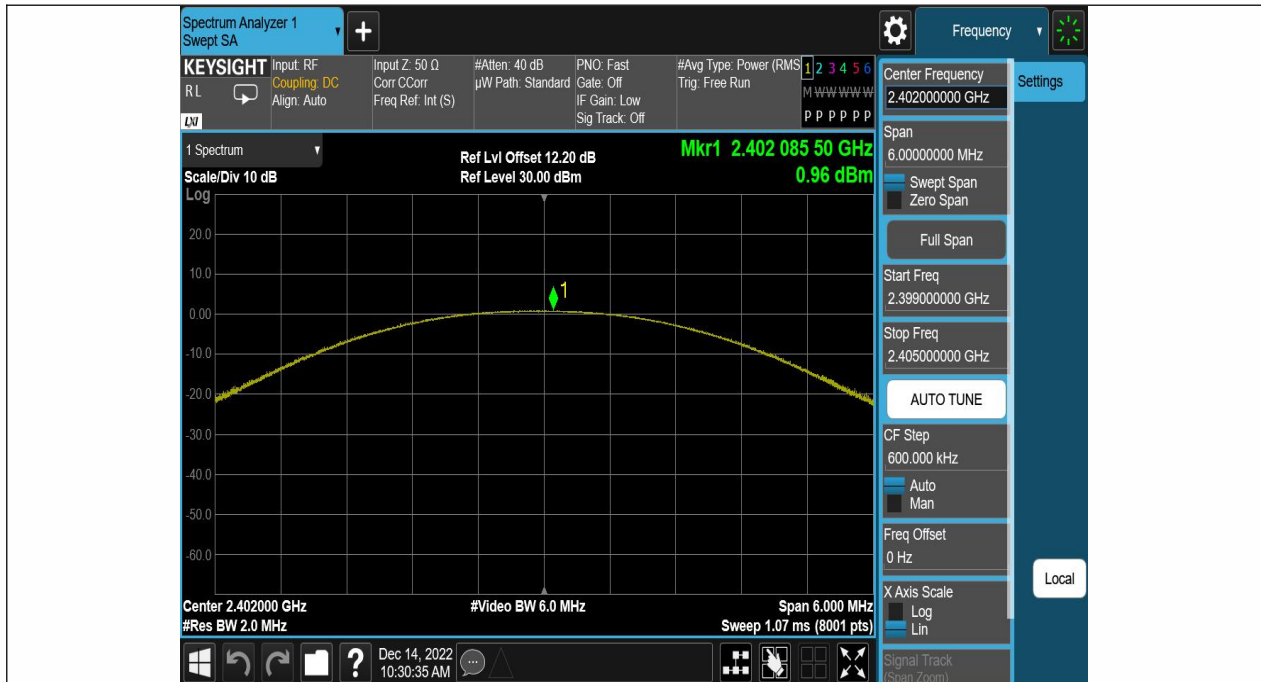 Spectrum Analyzer 1
Swept SA
+
Frequency
KEYSIGHT
RL
LXI
Input: RF
Coupling: DC
Align: Auto
Input Z: 50 Ω
Corr CCorr
Freq Ref: Int (S)
#Atten: 40 dB
µW Path: Standard
PNO: Fast
Gate: Off
IF Gain: Low
Sig Track: Off
#Avg Type: Power (RMS
Trig: Free Run
1 2 3 4 5 6
M W W W W W
P P P P P P
Center Frequency
2.402000000 GHz
Settings
1 Spectrum
Scale/Div 10 dB
Log
Ref Lvl Offset 12.20 dB
Ref Level 30.00 dBm
Mkr1 2.402 085 50 GHz
0.96 dBm
Span
6.00000000 MHz
Swept Span
Zero Span
Full Span
Start Freq
2.399000000 GHz
Stop Freq
2.405000000 GHz
AUTO TUNE
CF Step
600.000 kHz
Auto
Man
Freq Offset
0 Hz
X Axis Scale
Log
Lin
Signal Track
(Span Zoom)
Local
20.0
10.0
1
0.00
-10.0
-20.0
-30.0
-40.0
-50.0
-60.0
Center 2.402000 GHz
#Video BW 6.0 MHz
Span 6.000 MHz
#Res BW 2.0 MHz
Sweep 1.07 ms (8001 pts)
?
Dec 14, 2022
10:30:35 AM